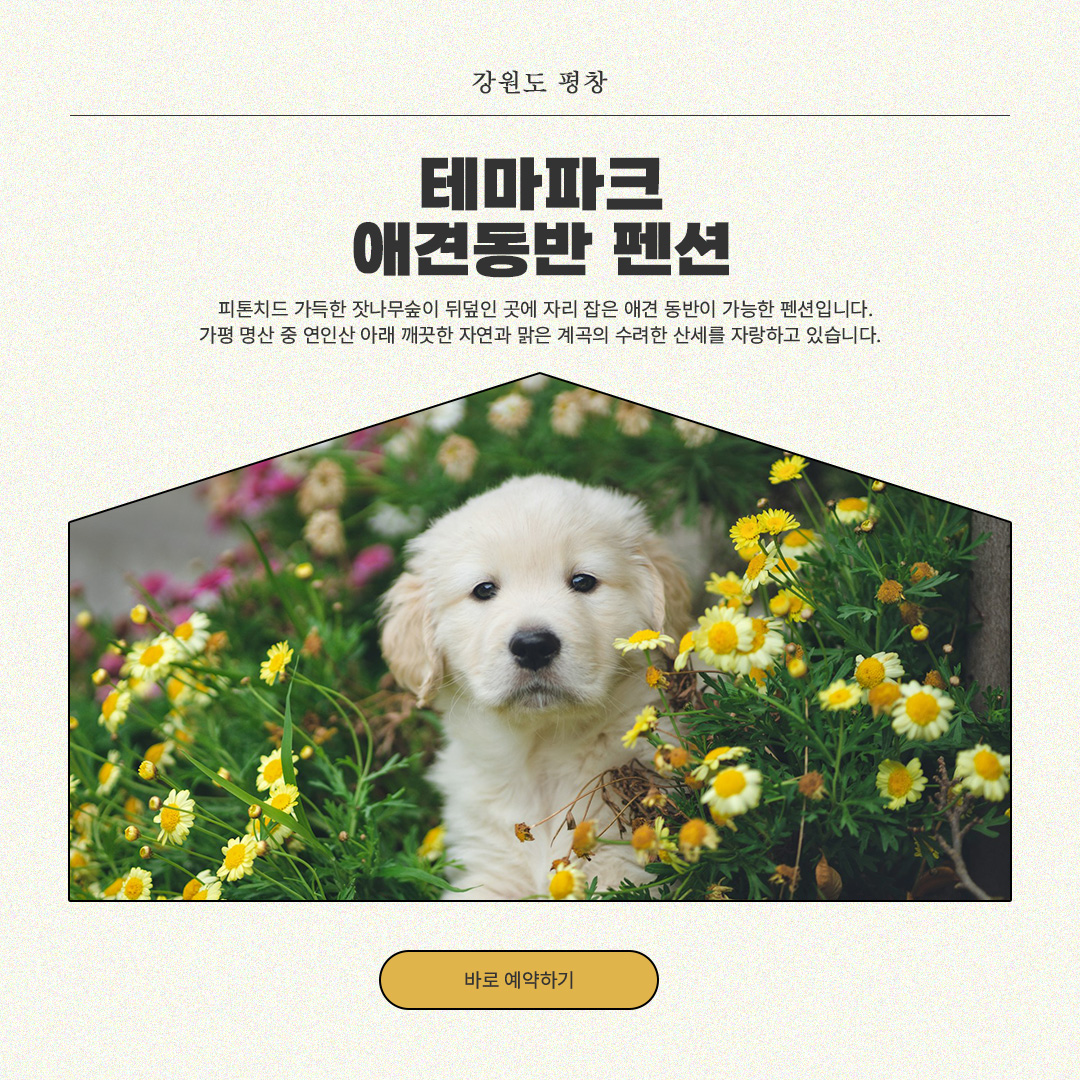 강원도 평창
테마파크
애견동반 펜션
피톤치드 가득한 잣나무숲이 뒤덮인 곳에 자리 잡은 애견 동반이 가능한 펜션입니다.
가평 명산 중 연인산 아래 깨끗한 자연과 맑은 계곡의 수려한 산세를 자랑하고 있습니다.
바로 예약하기